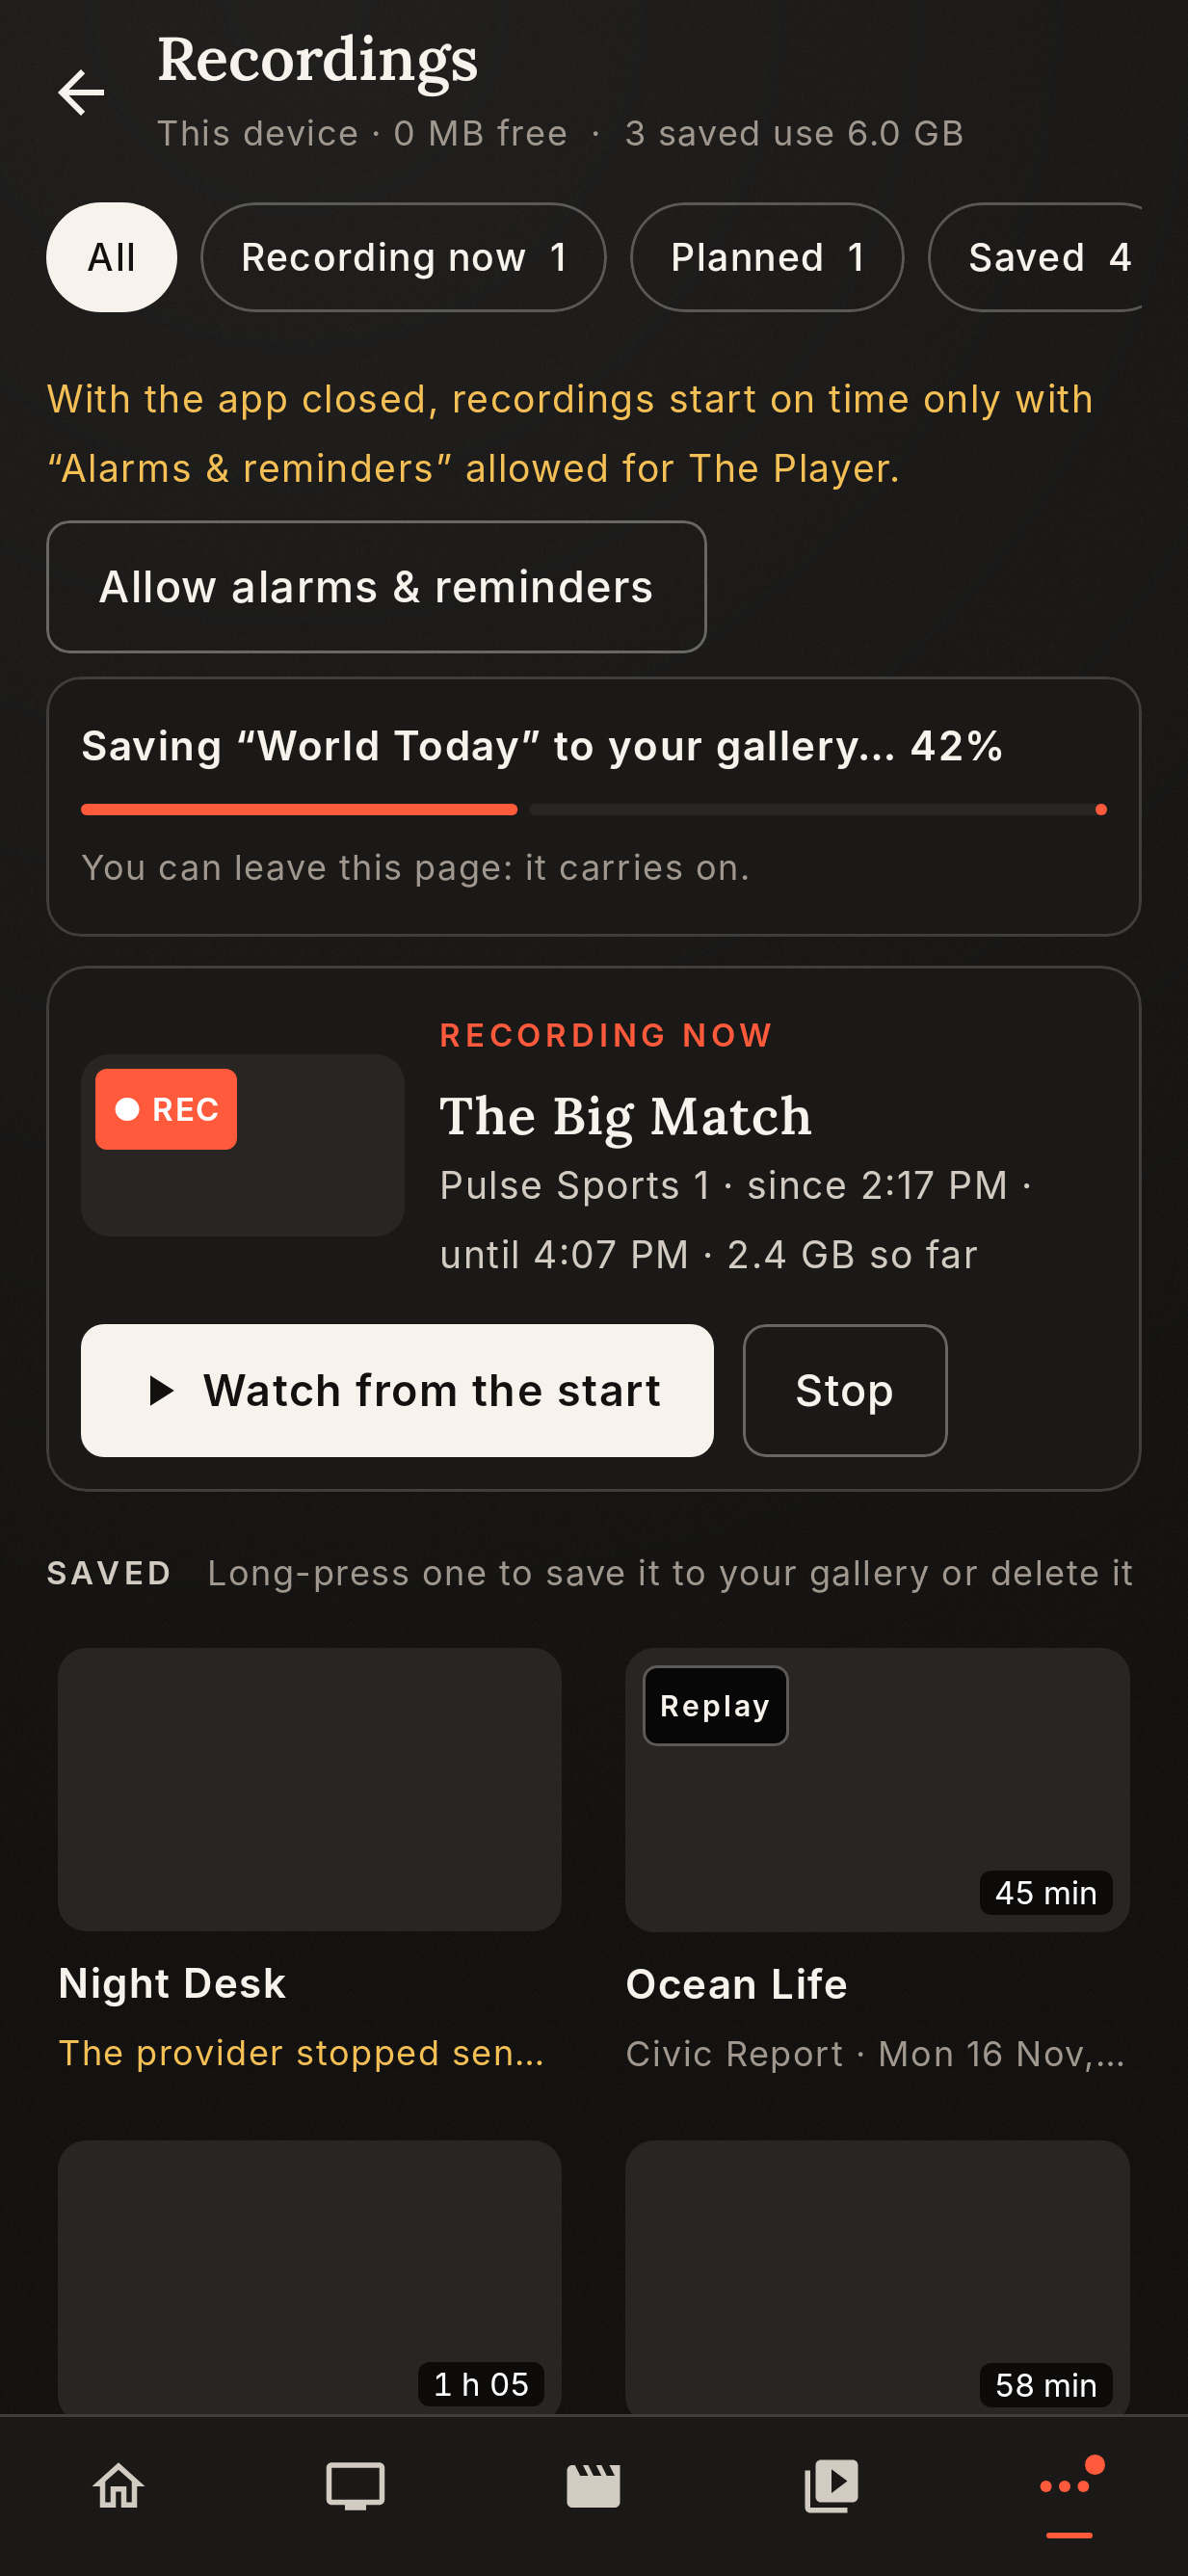 Recordings
This device · 0 MB free · 3 saved use 6.0 GB
All
Recording now 1
Planned 1
Saved 4
With the app closed, recordings start on time only with
“Alarms & reminders” allowed for The Player.
Allow alarms & reminders
Saving “World Today” to your gallery… 42%
You can leave this page: it carries on.
REC
RECORDING NOW
The Big Match
Pulse Sports 1 · since 2:17 PM ·
until 4:07 PM · 2.4 GB so far
Watch from the start
Stop
SAVED Long-press one to save it to your gallery or delete it
Replay
45 min
Night Desk
The provider stopped sen…
Ocean Life
Civic Report · Mon 16 Nov,…
1 h 05
58 min